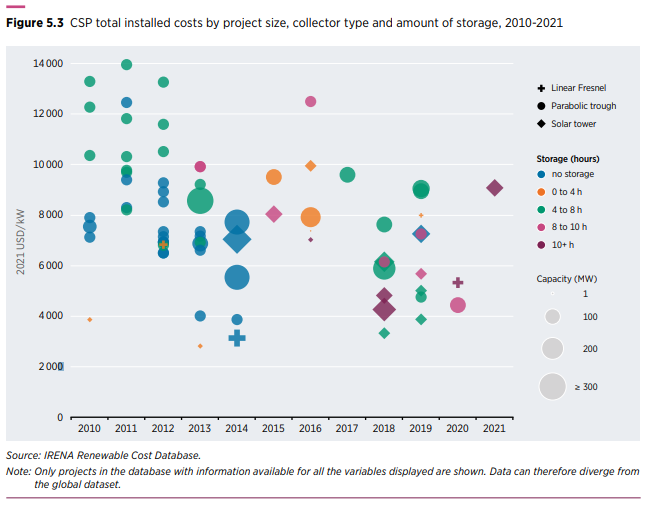 Figure 5.3 CSP total installed costs by project size, collector type and amount of storage, 2010-2021
14 000
12 000
10 000
8 000
6 000
4 000
2 000
0
2021 USD/kW
2010 2011 2012 2013 2014 2015 2016 2017 2018 2019 2020 2021
Linear Fresnel
Parabolic trough
Solar tower
Storage (hours)
no storage
0 to 4 h
4 to 8 h
8 to 10 h
10+ h
Capacity (MW)
1
100
200
≥ 300
Source: IRENA Renewable Cost Database.
Note: Only projects in the database with information available for all the variables displayed are shown. Data can therefore diverge from
the global dataset.